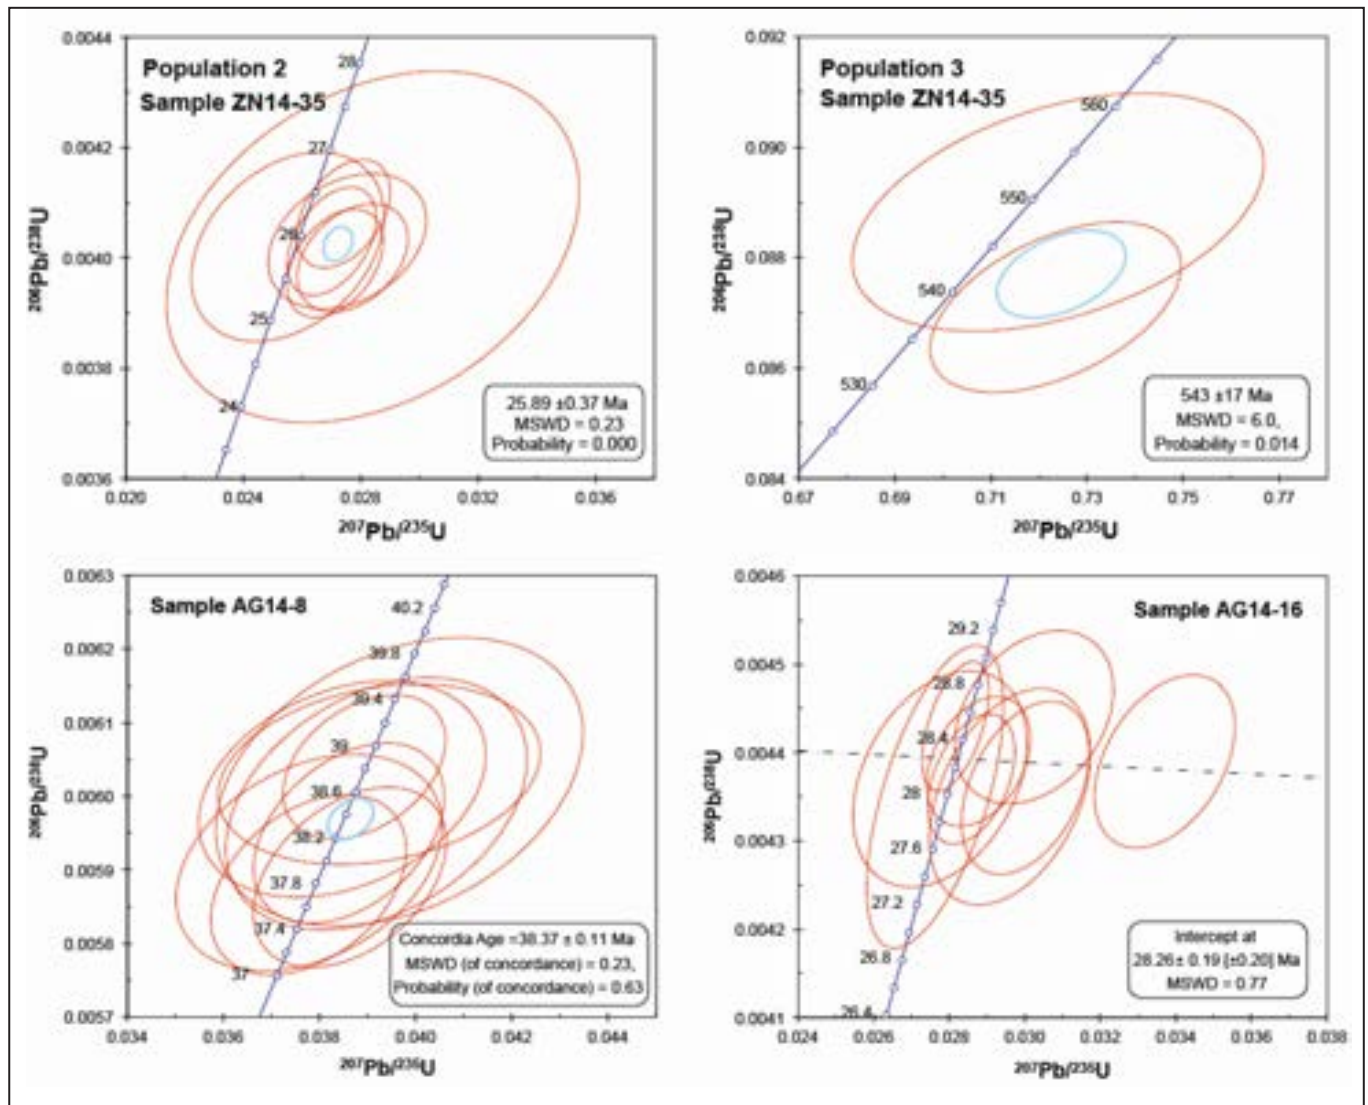 Population 2
Sample ZN14-35
0.0044
0.0042
0.0040
0.0038
0.0036
28
27
26
25
24
25.89 ±0.37 Ma
MSWD = 0.23
Probability = 0.000
0.020
0.024
0.028
0.032
0.036
²⁰⁶Pb/²³⁸U
²⁰⁷Pb/²³⁵U
Population 3
Sample ZN14-35
0.092
0.090
0.088
0.086
0.084
560
550
540
530
543 ±17 Ma
MSWD = 6.0,
Probability = 0.014
0.67
0.69
0.71
0.73
0.75
0.77
²⁰⁶Pb/²³⁸U
²⁰⁷Pb/²³⁵U
Sample AG14-8
0.0063
0.0062
0.0061
0.0060
0.0059
0.0058
0.0057
40.2
39.8
39.4
39
38.6
38.2
37.8
37.4
37
Concordia Age =38.37 ± 0.11 Ma
MSWD (of concordance) = 0.23,
Probability (of concordance) = 0.63
0.034
0.036
0.038
0.040
0.042
0.044
²⁰⁶Pb/²³⁸U
²⁰⁷Pb/²³⁵U
Sample AG14-16
0.0046
0.0045
0.0044
0.0043
0.0042
0.0041
29.2
28.8
28.4
28
27.6
27.2
26.8
26.4
Intercept at
28.26± 0.19 [±0.20] Ma
MSWD = 0.77
0.024
0.026
0.028
0.030
0.032
0.034
0.036
0.038
²⁰⁶Pb/²³⁸U
²⁰⁷Pb/²³⁵U